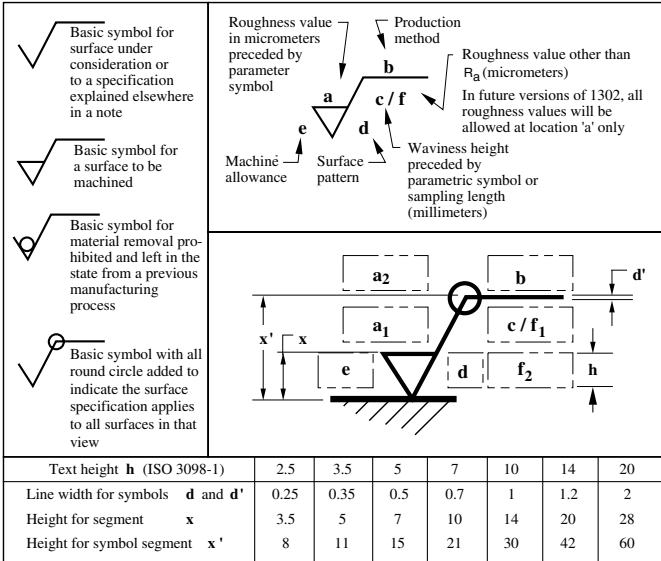 Basic symbol for
surface under
consideration or
to a specification
explained elsewhere
in a note
Basic symbol for
a surface to be
machined
Basic symbol for
material removal pro-
hibited and left in the
state from a previous
manufacturing
process
Basic symbol with all
round circle added to
indicate the surface
specification applies
to all surfaces in that
view
Roughness value
in micrometers
preceded by
parameter
symbol
Production
method
b
a
c / f
e
d
Roughness value other than
Ra (micrometers)
In future versions of 1302, all
roughness values will be
allowed at location 'a' only
Machine
allowance
Surface
pattern
Waviness height
preceded by
parametric symbol or
sampling length
(millimeters)
a2
b
d'
x'
x
a1
c / f1
e
d
f2
h
Text height h (ISO 3098-1) 2.5 3.5 5 7 10 14 20
Line width for symbols d and d' 0.25 0.35 0.5 0.7 1 1.2 2
Height for segment x 3.5 5 7 10 14 20 28
Height for symbol segment x' 8 11 15 21 30 42 60